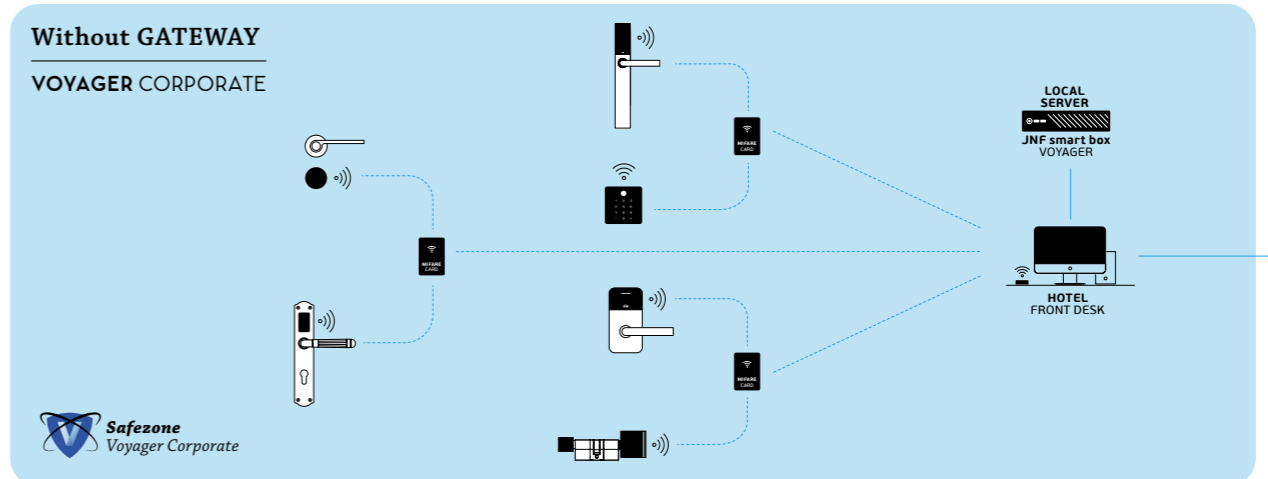 Without GATEWAY
VOYAGER CORPORATE
MIFARE
CARD
LOCAL
SERVER
JNF smart box
VOYAGER
MIFARE
CARD
HOTEL
FRONT DESK
MIFARE
CARD
Safezone
Voyager Corporate